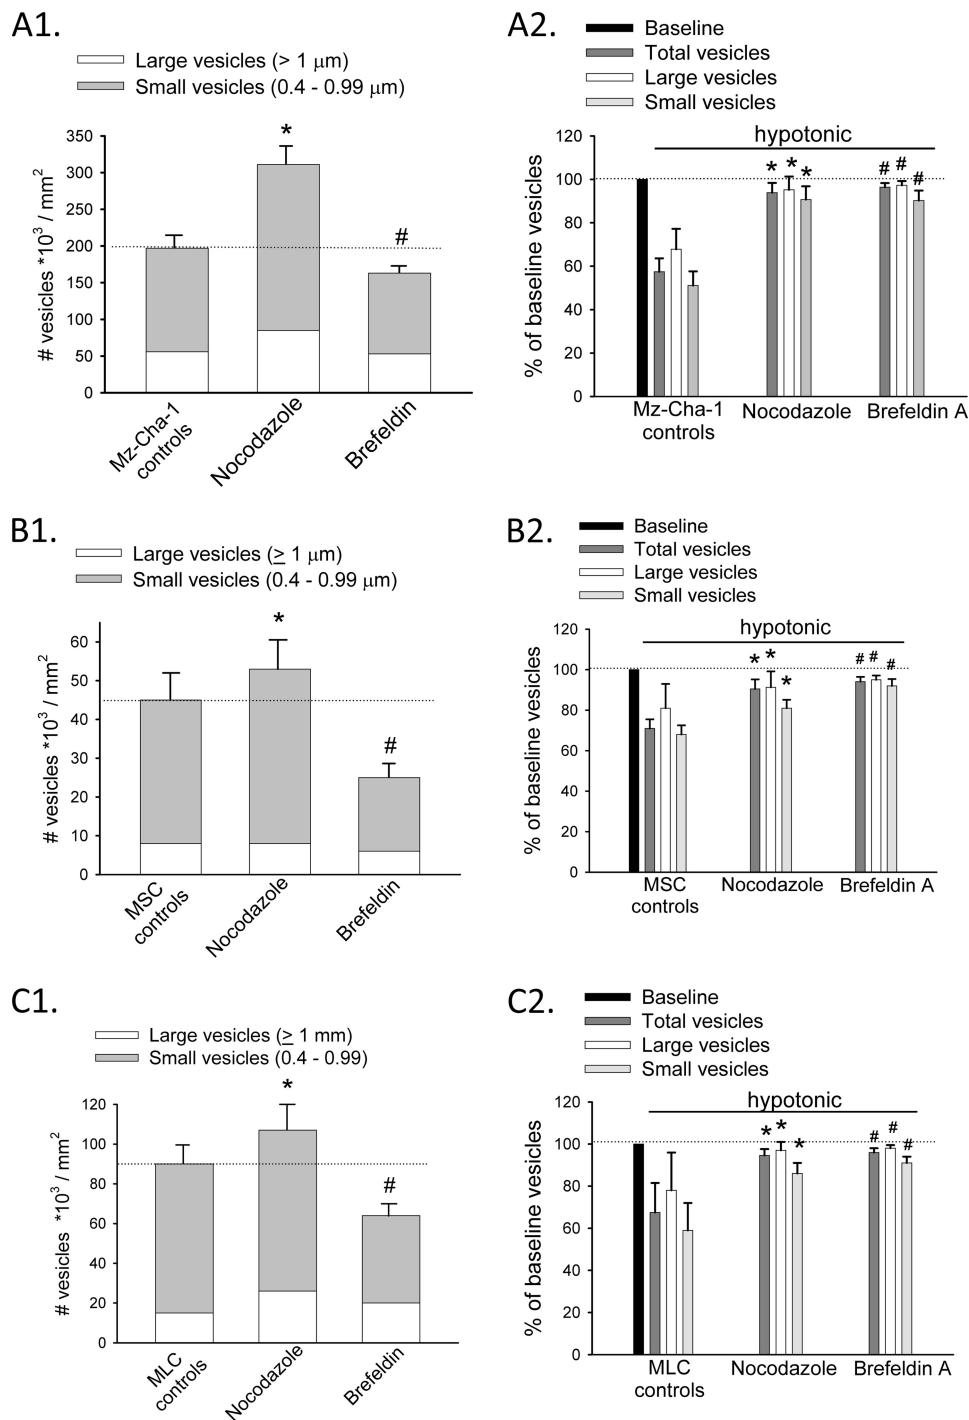 A1.
Large vesicles (> 1 μm)
Small vesicles (0.4 - 0.99 μm)
# vesicles *10³ / mm²
350
300
250
200
150
100
50
0
*
#
Mz-Cha-1
controls
Nocodazole
Brefeldin
A2.
Baseline
Total vesicles
Large vesicles
Small vesicles
hypotonic
% of baseline vesicles
120
100
80
60
40
20
0
* * *
# # #
Mz-Cha-1
controls
Nocodazole
Brefeldin A
B1.
Large vesicles (≥ 1 μm)
Small vesicles (0.4 - 0.99 μm)
# vesicles *10³ / mm²
60
50
40
30
20
10
0
*
#
MSC
controls
Nocodazole
Brefeldin
B2.
Baseline
Total vesicles
Large vesicles
Small vesicles
hypotonic
% of baseline vesicles
120
100
80
60
40
20
0
* * *
# # #
MSC
controls
Nocodazole
Brefeldin A
C1.
Large vesicles (≥ 1 mm)
Small vesicles (0.4 - 0.99)
# vesicles *10³ / mm²
120
100
80
60
40
20
0
*
#
MLC
controls
Nocodazole
Brefeldin
C2.
Baseline
Total vesicles
Large vesicles
Small vesicles
hypotonic
% of baseline vesicles
120
100
80
60
40
20
0
* * *
# # #
MLC
controls
Nocodazole
Brefeldin A